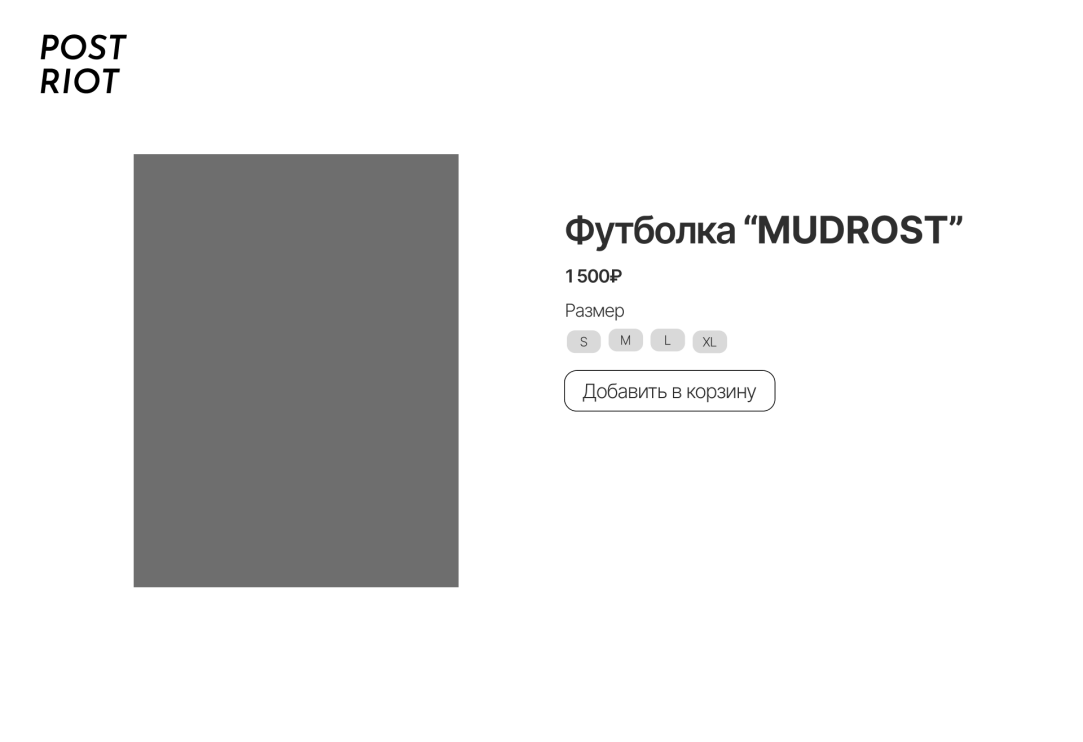 POST
RIOT
Футболка “MUDROST”
1 500₽
Размер
S M L XL
Добавить в корзину